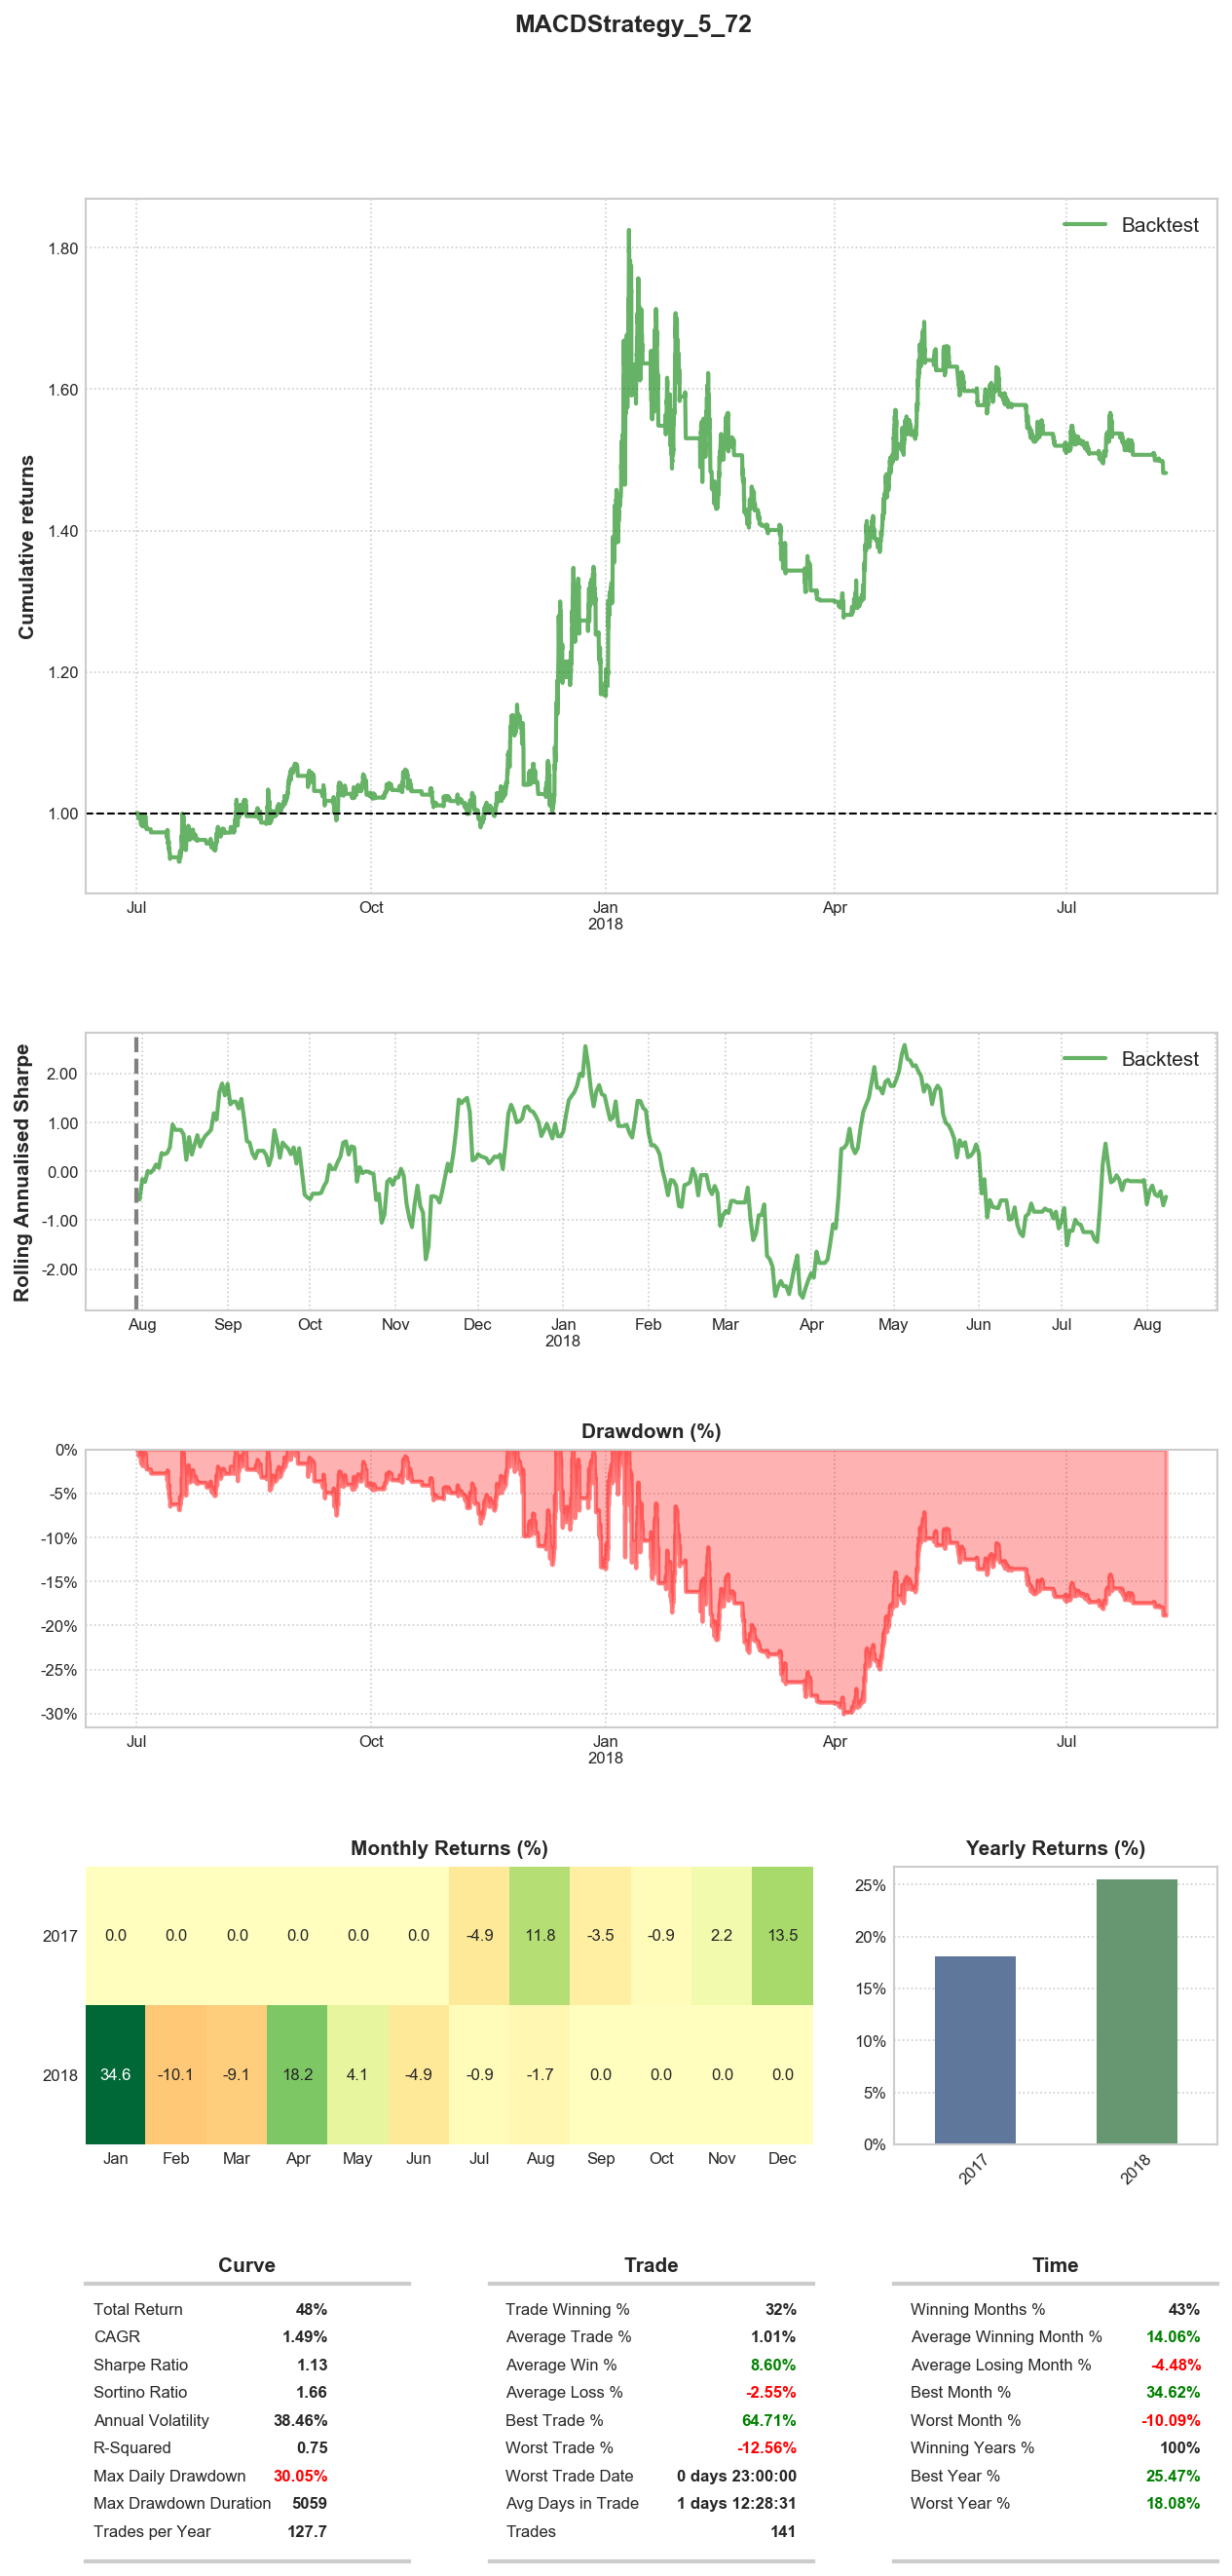 MACDStrategy_5_72
Backtest
Cumulative returns
1.80
1.60
1.40
1.20
1.00
Jul Oct Jan Apr Jul
2018
Backtest
Rolling Annualised Sharpe
2.00
1.00
0.00
-1.00
-2.00
Aug Sep Oct Nov Dec Jan Feb Mar Apr May Jun Jul Aug
2018
Drawdown (%)
0%
-5%
-10%
-15%
-20%
-25%
-30%
Jul Oct Jan Apr Jul
2018
Monthly Returns (%)
2017 0.0 0.0 0.0 0.0 0.0 0.0 -4.9 11.8 -3.5 -0.9 2.2 13.5
2018 34.6 -10.1 -9.1 18.2 4.1 -4.9 -0.9 -1.7 0.0 0.0 0.0 0.0
Jan Feb Mar Apr May Jun Jul Aug Sep Oct Nov Dec
Yearly Returns (%)
25%
20%
15%
10%
5%
0%
2017 2018
Curve
Total Return 48%
CAGR 1.49%
Sharpe Ratio 1.13
Sortino Ratio 1.66
Annual Volatility 38.46%
R-Squared 0.75
Max Daily Drawdown 30.05%
Max Drawdown Duration 5059
Trades per Year 127.7
Trade
Trade Winning % 32%
Average Trade % 1.01%
Average Win % 8.60%
Average Loss % -2.55%
Best Trade % 64.71%
Worst Trade % -12.56%
Worst Trade Date 0 days 23:00:00
Avg Days in Trade 1 days 12:28:31
Trades 141
Time
Winning Months % 43%
Average Winning Month % 14.06%
Average Losing Month % -4.48%
Best Month % 34.62%
Worst Month % -10.09%
Winning Years % 100%
Best Year % 25.47%
Worst Year % 18.08%